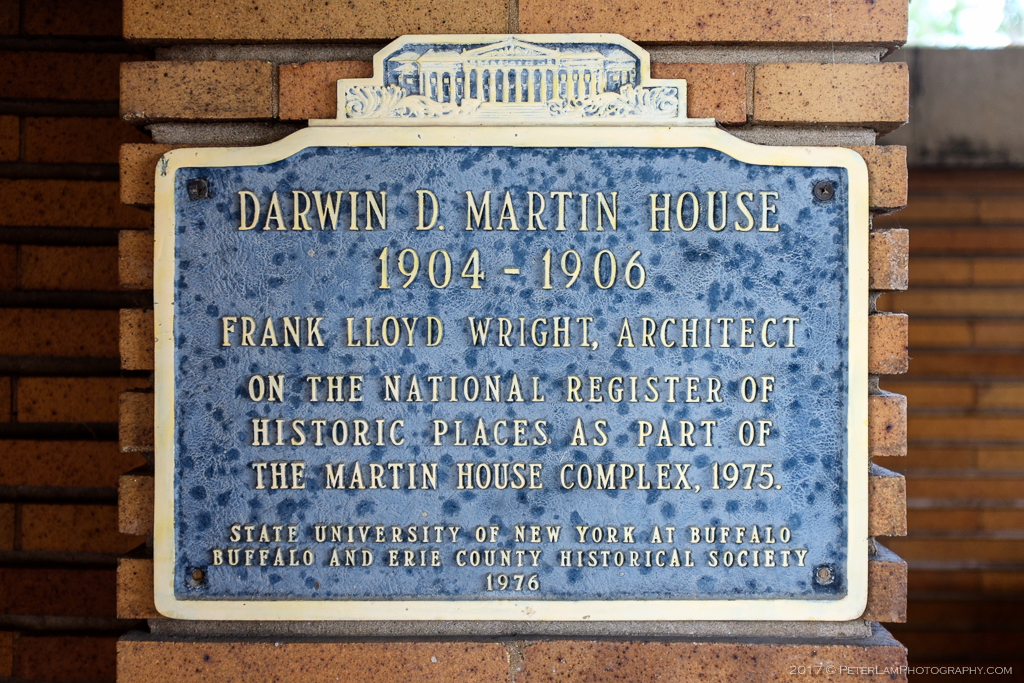 DARWIN D. MARTIN HOUSE
1904 - 1906
FRANK LLOYD WRIGHT, ARCHITECT
ON THE NATIONAL REGISTER OF
HISTORIC PLACES AS PART OF
THE MARTIN HOUSE COMPLEX, 1975.
STATE UNIVERSITY OF NEW YORK AT BUFFALO
BUFFALO AND ERIE COUNTY HISTORICAL SOCIETY
1976
2017 © PETERLAMPHOTOGRAPHY.COM